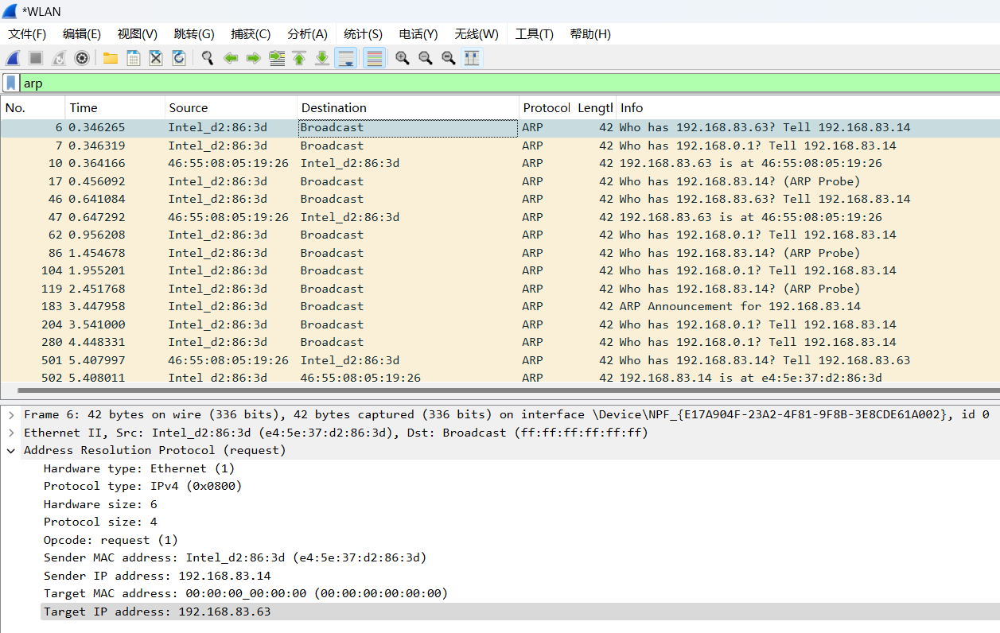 *WLAN
文件(F) 编辑(E) 视图(V) 跳转(G) 捕获(C) 分析(A) 统计(S) 电话(Y) 无线(W) 工具(T) 帮助(H)
arp
No. Time Source Destination Protocol Lengtl Info
6 0.346265 Intel_d2:86:3d Broadcast ARP 42 Who has 192.168.83.63? Tell 192.168.83.14
7 0.346319 Intel_d2:86:3d Broadcast ARP 42 Who has 192.168.0.1? Tell 192.168.83.14
10 0.364166 46:55:08:05:19:26 Intel_d2:86:3d ARP 42 192.168.83.63 is at 46:55:08:05:19:26
17 0.456092 Intel_d2:86:3d Broadcast ARP 42 Who has 192.168.83.14? (ARP Probe)
46 0.641084 Intel_d2:86:3d Broadcast ARP 42 Who has 192.168.83.63? Tell 192.168.83.14
47 0.647292 46:55:08:05:19:26 Intel_d2:86:3d ARP 42 192.168.83.63 is at 46:55:08:05:19:26
62 0.956208 Intel_d2:86:3d Broadcast ARP 42 Who has 192.168.0.1? Tell 192.168.83.14
86 1.454678 Intel_d2:86:3d Broadcast ARP 42 Who has 192.168.83.14? (ARP Probe)
104 1.955201 Intel_d2:86:3d Broadcast ARP 42 Who has 192.168.0.1? Tell 192.168.83.14
119 2.451768 Intel_d2:86:3d Broadcast ARP 42 Who has 192.168.83.14? (ARP Probe)
183 3.447958 Intel_d2:86:3d Broadcast ARP 42 ARP Announcement for 192.168.83.14
204 3.541000 Intel_d2:86:3d Broadcast ARP 42 Who has 192.168.0.1? Tell 192.168.83.14
280 4.448331 Intel_d2:86:3d Broadcast ARP 42 Who has 192.168.0.1? Tell 192.168.83.14
501 5.407997 46:55:08:05:19:26 Intel_d2:86:3d ARP 42 Who has 192.168.83.14? Tell 192.168.83.63
502 5.408011 Intel_d2:86:3d 46:55:08:05:19:26 ARP 42 192.168.83.14 is at e4:5e:37:d2:86:3d
Frame 6: 42 bytes on wire (336 bits), 42 bytes captured (336 bits) on interface \Device\NPF_{E17A904F-23A2-4F81-9F8B-3E8CDE61A002}, id 0
Ethernet II, Src: Intel_d2:86:3d (e4:5e:37:d2:86:3d), Dst: Broadcast (ff:ff:ff:ff:ff:ff)
Address Resolution Protocol (request)
Hardware type: Ethernet (1)
Protocol type: IPv4 (0x0800)
Hardware size: 6
Protocol size: 4
Opcode: request (1)
Sender MAC address: Intel_d2:86:3d (e4:5e:37:d2:86:3d)
Sender IP address: 192.168.83.14
Target MAC address: 00:00:00_00:00:00 (00:00:00:00:00:00)
Target IP address: 192.168.83.63